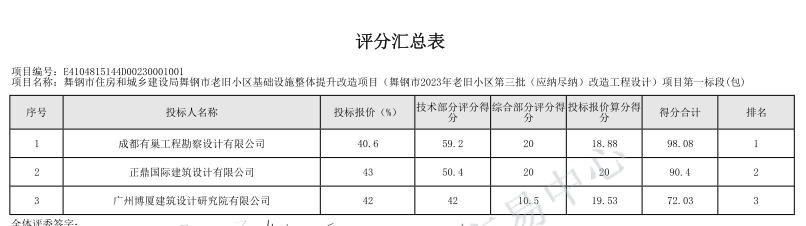 评分汇总表
项目编号: E4104815144D00230001001
项目名称: 舞钢市住房和城乡建设局舞钢市老旧小区基础设施整体提升改造项目（舞钢市2023年老旧小区第三批（应纳尽纳）改造工程设计）项目第一标段(包)
序号 投标人名称 投标报价（%） 技术部分评分得分 综合部分评分得分 投标报价算分得分 得分合计 排名
1 成都有巢工程勘察设计有限公司 40.6 59.2 20 18.88 98.08 1
2 正鼎国际建筑设计有限公司 43 50.4 20 20 90.4 2
3 广州博厦建筑设计研究院有限公司 42 42 10.5 19.53 72.03 3
全体评委签字:
交易中心